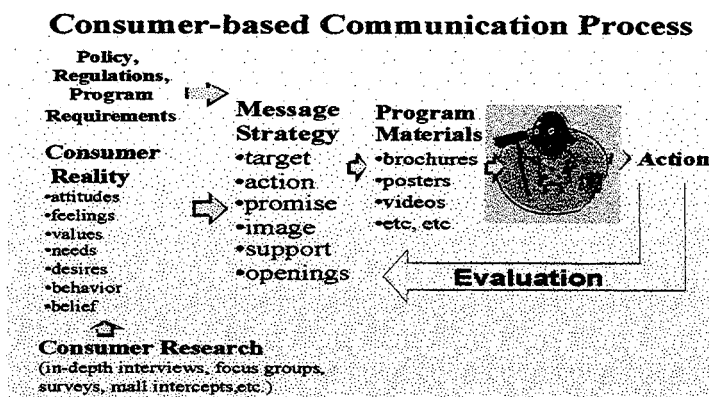 Consumer-based Communication Process
Policy,
Regulations,
Program
Requirements
Consumer
Reality
•attitudes
•feelings
•values
•needs
•desires
•behavior
•belief
Consumer Research
(in-depth interviews, focus groups,
surveys, mall intercepts,etc.)
Message
Strategy
•target
•action
•promise
•image
•support
•openings
Program
Materials
•brochures
•posters
•videos
•etc, etc
Action
Evaluation